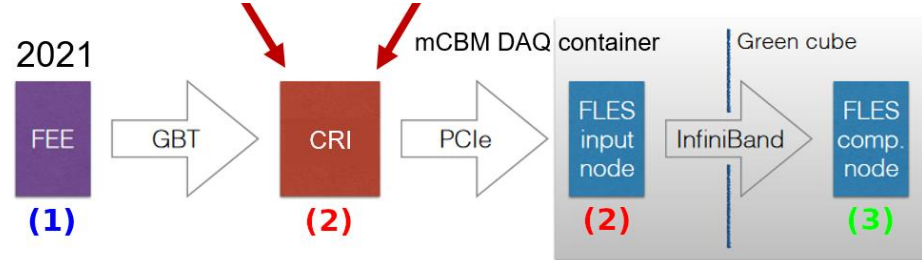 2021
mCBM DAQ container
Green cube
FEE
GBT
CRI
PCIe
FLES
input
node
InfiniBand
FLES
comp.
node
(1)
(2)
(2)
(3)